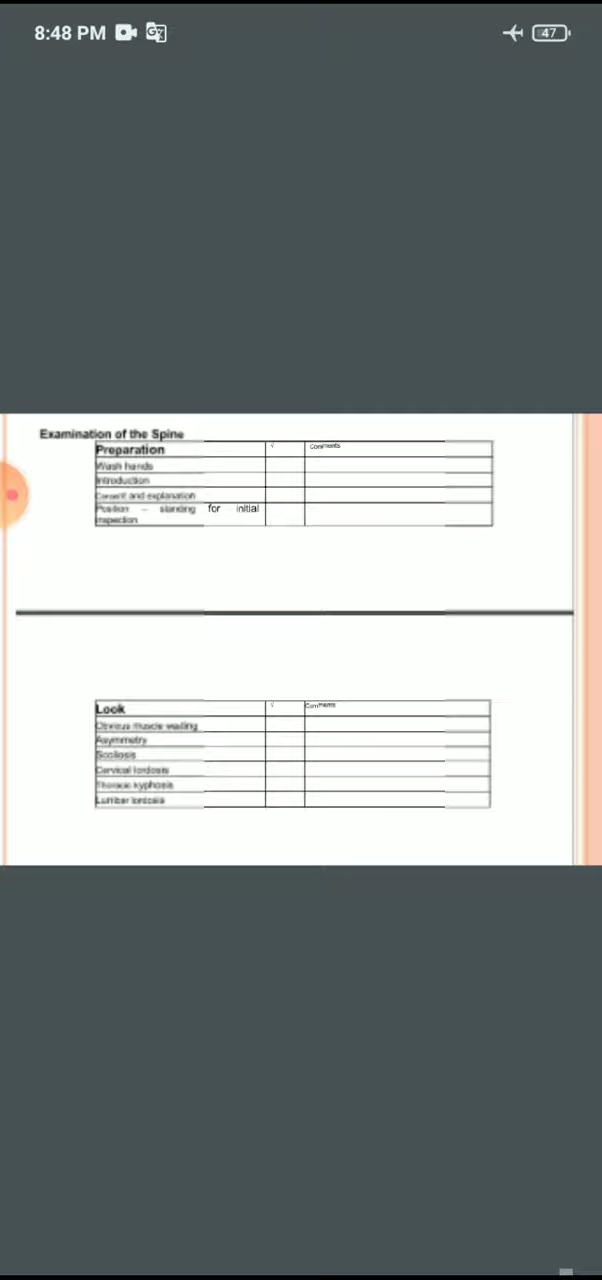 8:48 PM
47
Examination of the Spine
Preparation √ Comments
Wash hands
Introduction
Consent and explanation
Position – standing for initial
inspection
Look √ Comments
Obvious muscle wasting
Asymmetry
Scoliosis
Cervical lordosis
Thoracic kyphosis
Lumbar lordosis